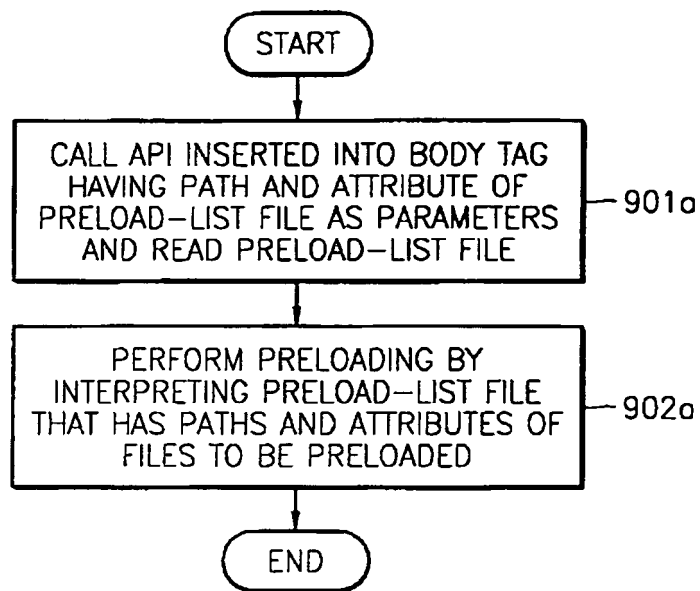 START
CALL API INSERTED INTO BODY TAG
HAVING PATH AND ATTRIBUTE OF
PRELOAD-LIST FILE AS PARAMETERS
AND READ PRELOAD-LIST FILE
901a
PERFORM PRELOADING BY
INTERPRETING PRELOAD-LIST FILE
THAT HAS PATHS AND ATTRIBUTES OF
FILES TO BE PRELOADED
902a
END